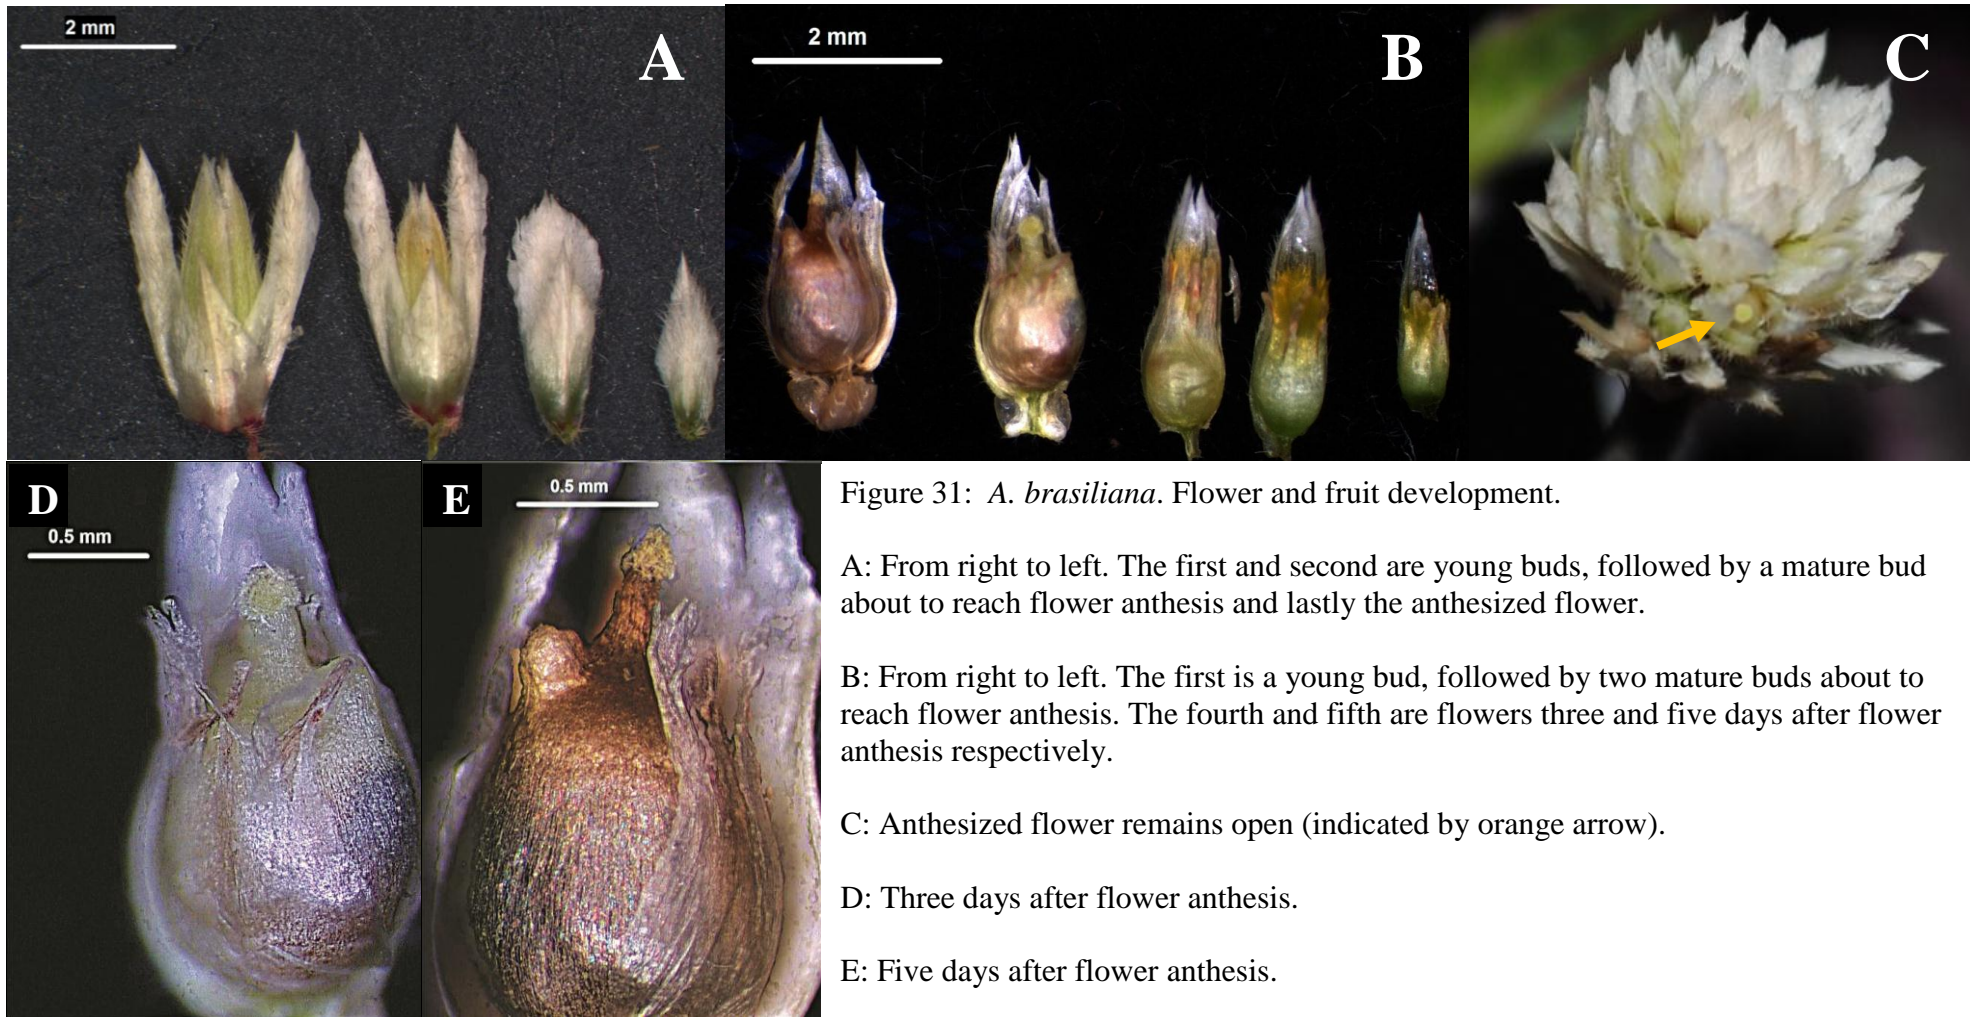 2 mm
A
2 mm
B
C
D
0.5 mm
E
0.5 mm
Figure 31: A. brasiliana. Flower and fruit development.
A: From right to left. The first and second are young buds, followed by a mature bud
about to reach flower anthesis and lastly the anthesized flower.
B: From right to left. The first is a young bud, followed by two mature buds about to
reach flower anthesis. The fourth and fifth are flowers three and five days after flower
anthesis respectively.
C: Anthesized flower remains open (indicated by orange arrow).
D: Three days after flower anthesis.
E: Five days after flower anthesis.